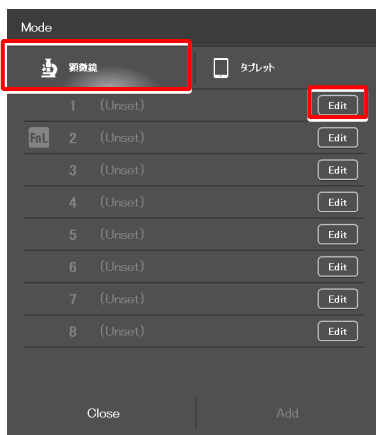 Mode
顕微鏡 タブレット
1 (Unset) Edit
FnL 2 (Unset) Edit
3 (Unset) Edit
4 (Unset) Edit
5 (Unset) Edit
6 (Unset) Edit
7 (Unset) Edit
8 (Unset) Edit
Close Add